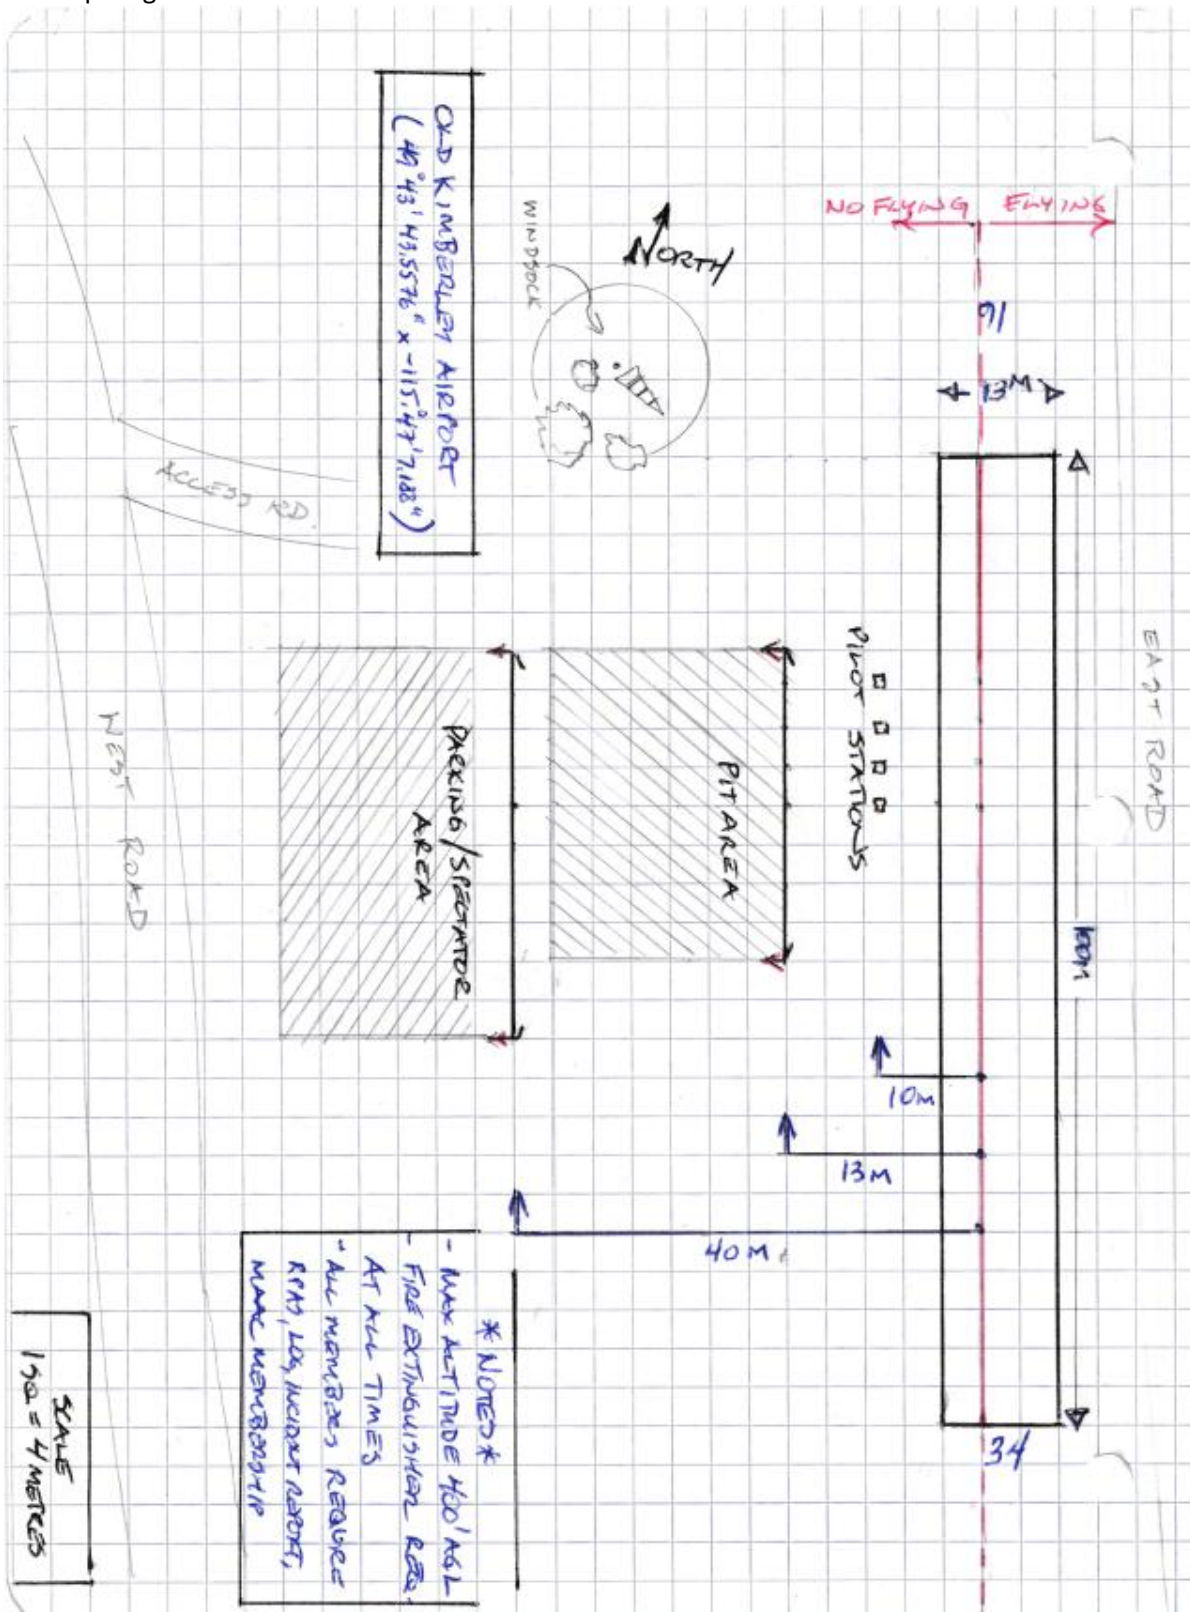 OLD KIMBERLEY AIRPORT
(49°43'43.5576" x -115°47'7.188")
WINDSOCK
NORTH
NO FLYING
FLYING
16
13M
100M
EAST ROAD
ACCESS RD.
WEST ROAD
PILOT STATIONS
PIT AREA
PARKING/SPECTATOR
AREA
10M
13M
40M
34
*NOTES*
- MAX ALTITUDE 400' AGL
- FIRE EXTINGUISHER REQ.
AT ALL TIMES
- ALL MEMBERS REQUIRE
RPAS, LOG, INCIDENT REPORT,
MAAC MEMBERSHIP
SCALE
1 SQ = 4 METRES